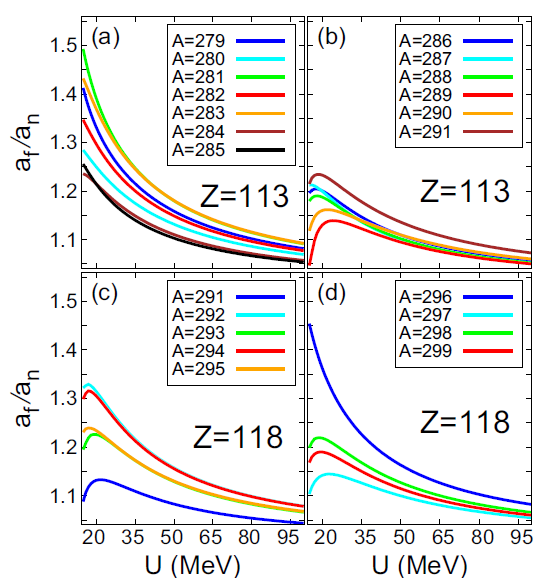 (a)
A=279
A=280
A=281
A=282
A=283
A=284
A=285
Z=113
(b)
A=286
A=287
A=288
A=289
A=290
A=291
Z=113
1.5
1.4
1.3
1.2
1.1
a_f/a_n
(c)
A=291
A=292
A=293
A=294
A=295
Z=118
(d)
A=296
A=297
A=298
A=299
Z=118
1.5
1.4
1.3
1.2
1.1
a_f/a_n
20 35 50 65 80 95
20 35 50 65 80 95
U (MeV)
U (MeV)